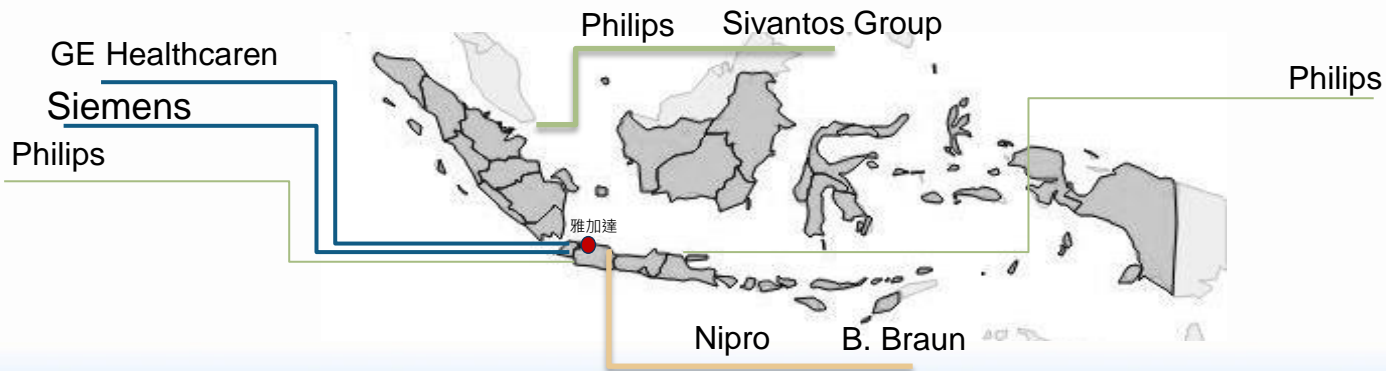 Philips Sivantos Group
GE Healthcaren
Philips
Siemens
Philips
雅加達
Nipro B. Braun